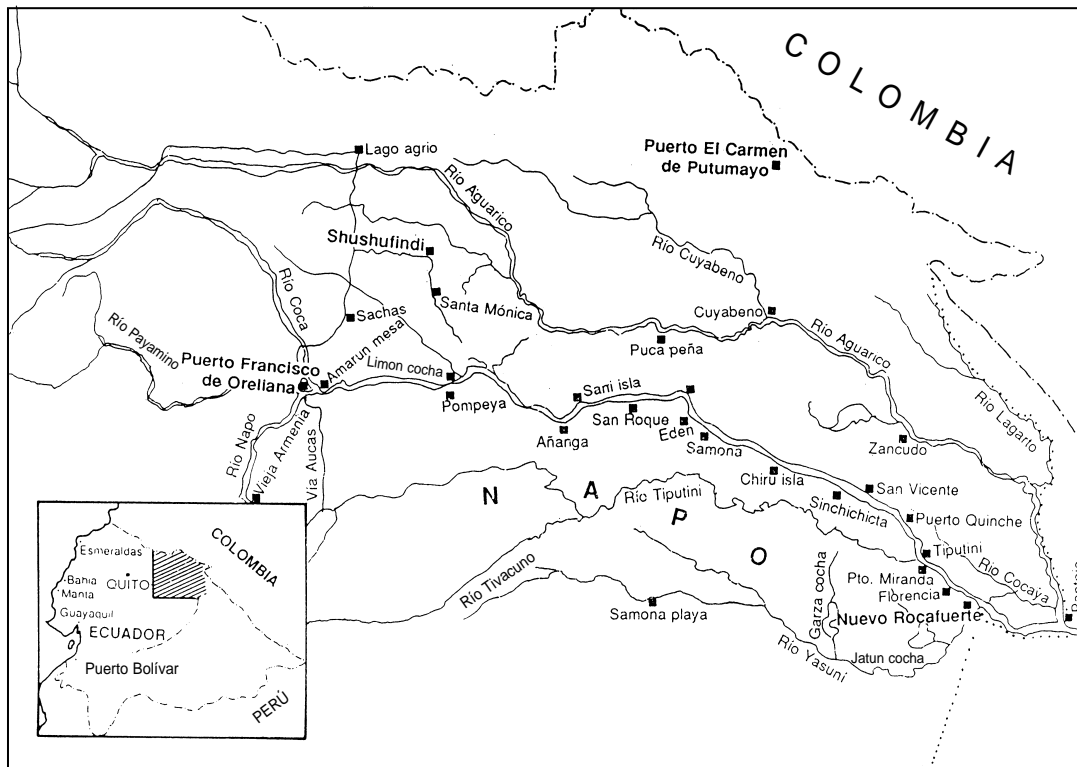 COLOMBIA
Lago agrio
Puerto El Carmen
de Putumayo
Río Aguarico
Shushufindi
Río Cuyabeno
Río Coca
Santa Mónica
Sachas
Cuyabeno
Río Aguarico
Río Payamino
Amarun mesa
Puca peña
Puerto Francisco
de Orellana
Limon cocha
Pompeya
Sani isla
San Roque
Añanga
Eden
Samona
Río Lagarto
Zancudo
Río Napo
Vieja Armenia
Vía Aucas
NAPO
Río Tiputini
Chiru isla
Sinchichicta
San Vicente
Puerto Quinche
Tiputini
Río Cocaya
Río Tivacuno
Pto. Miranda
Florencia
Garza cocha
Samona playa
Nuevo Rocafuerte
Pantoja
Río Yasuní
Jatun cocha
COLOMBIA
Esmeraldas
QUITO
Bahia
Manta
Guayaquil
ECUADOR
Puerto Bolívar
PERÚ